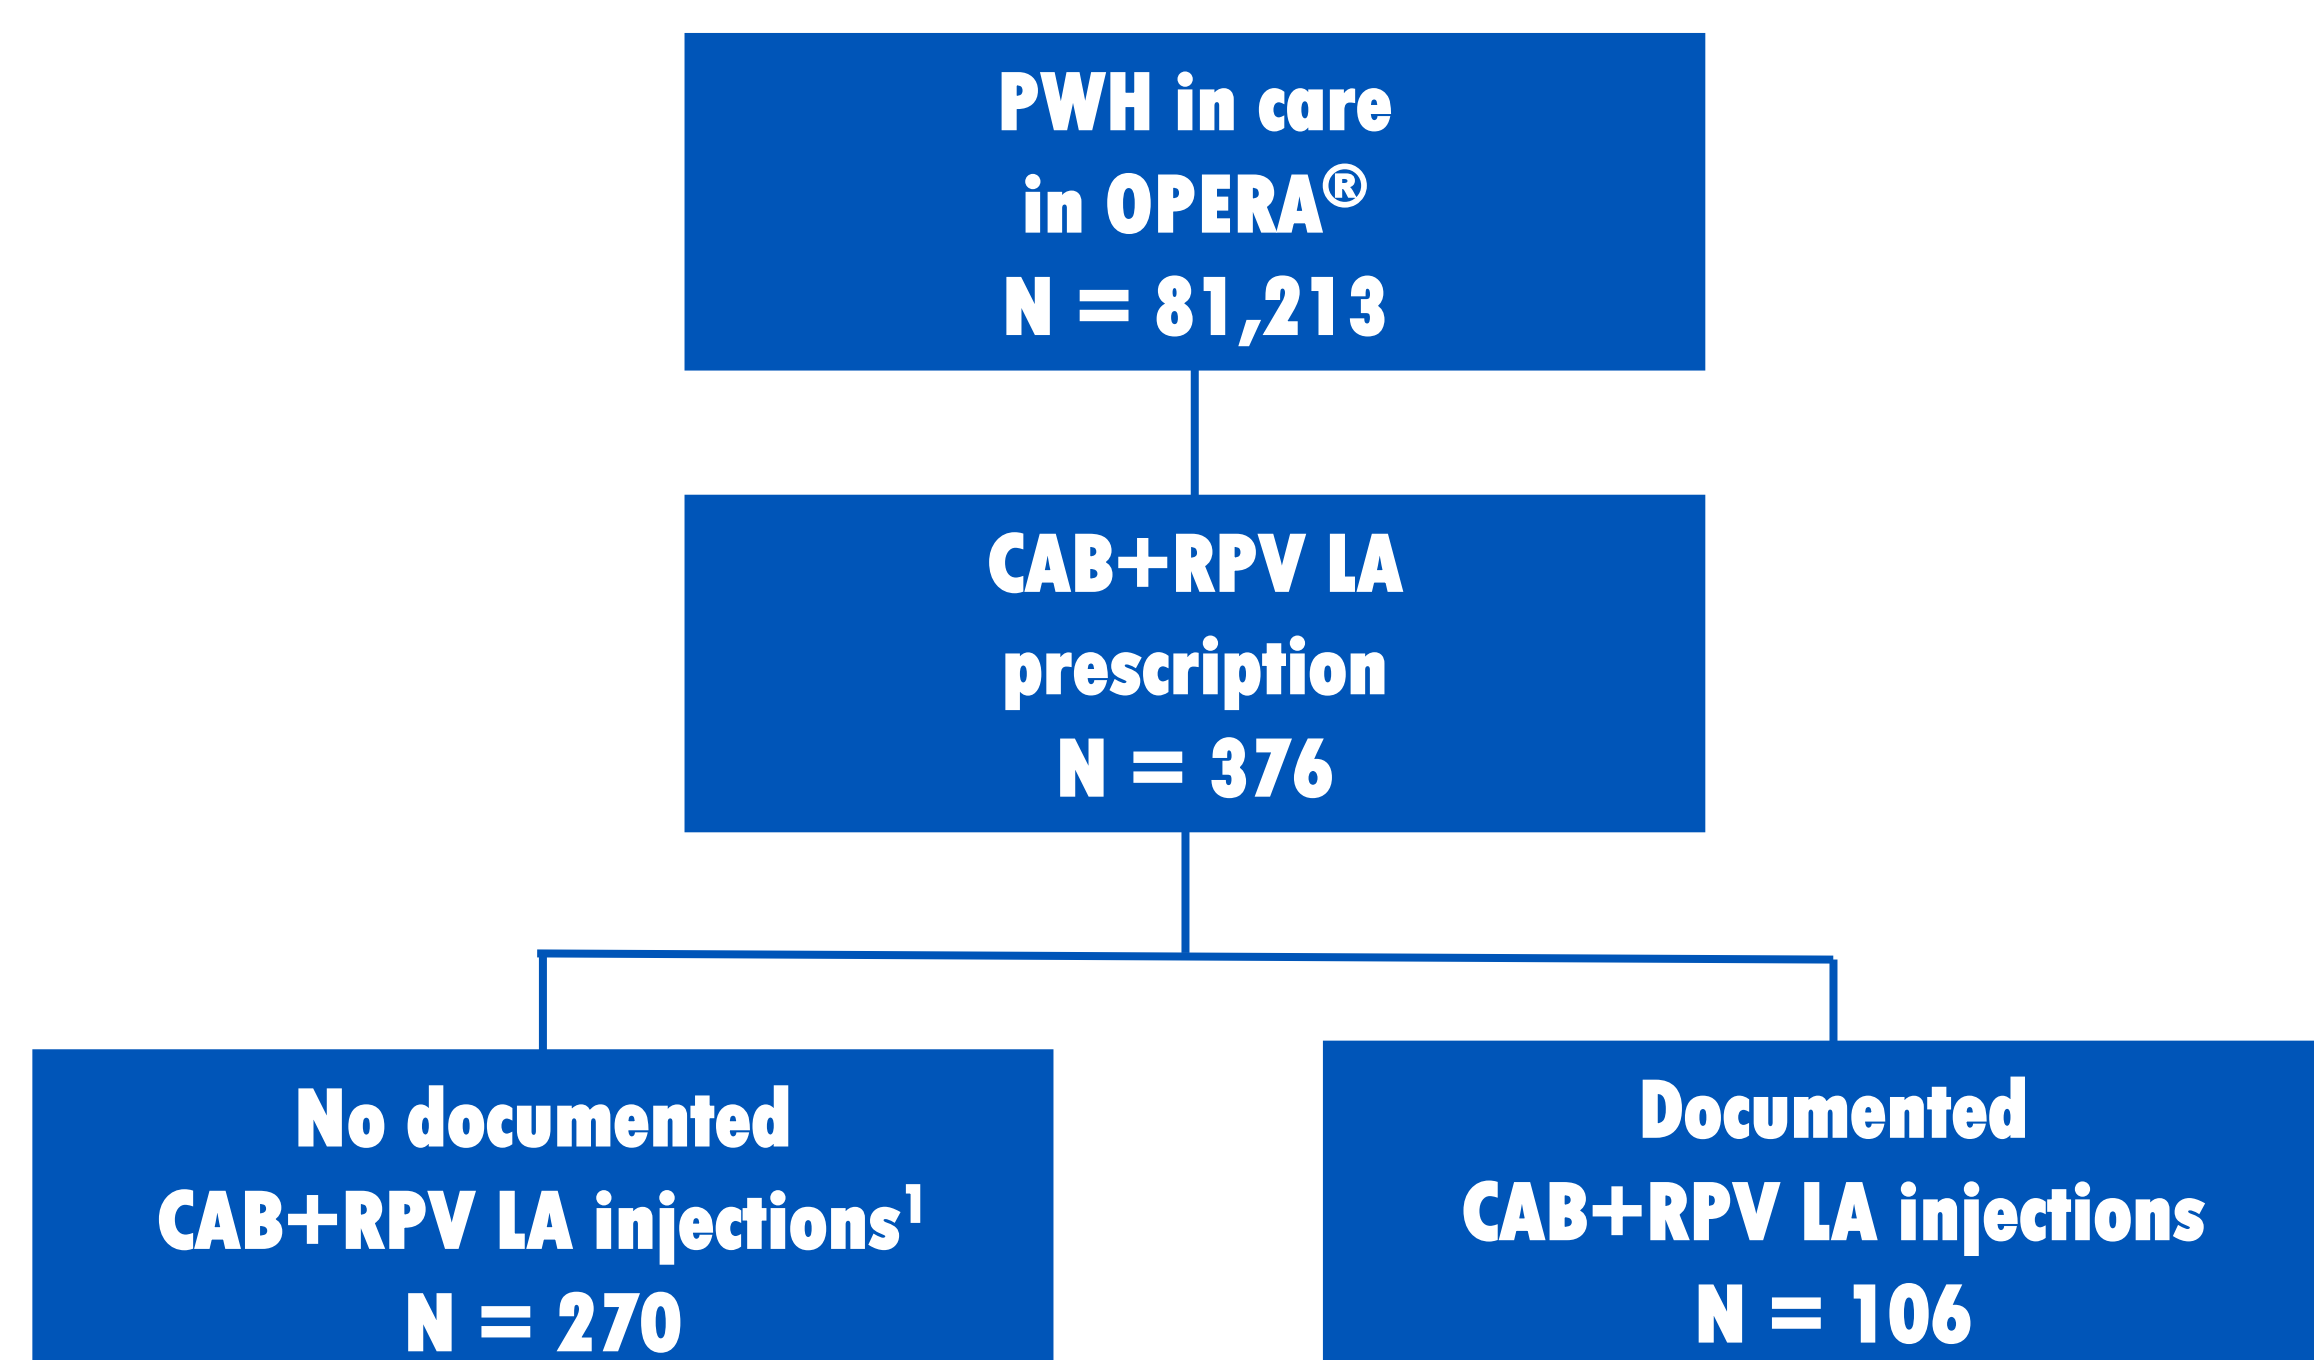 PWH in care
in OPERA®
N = 81,213
CAB+RPV LA
prescription
N = 376
No documented
CAB+RPV LA injections¹
N = 270
Documented
CAB+RPV LA injections
N = 106